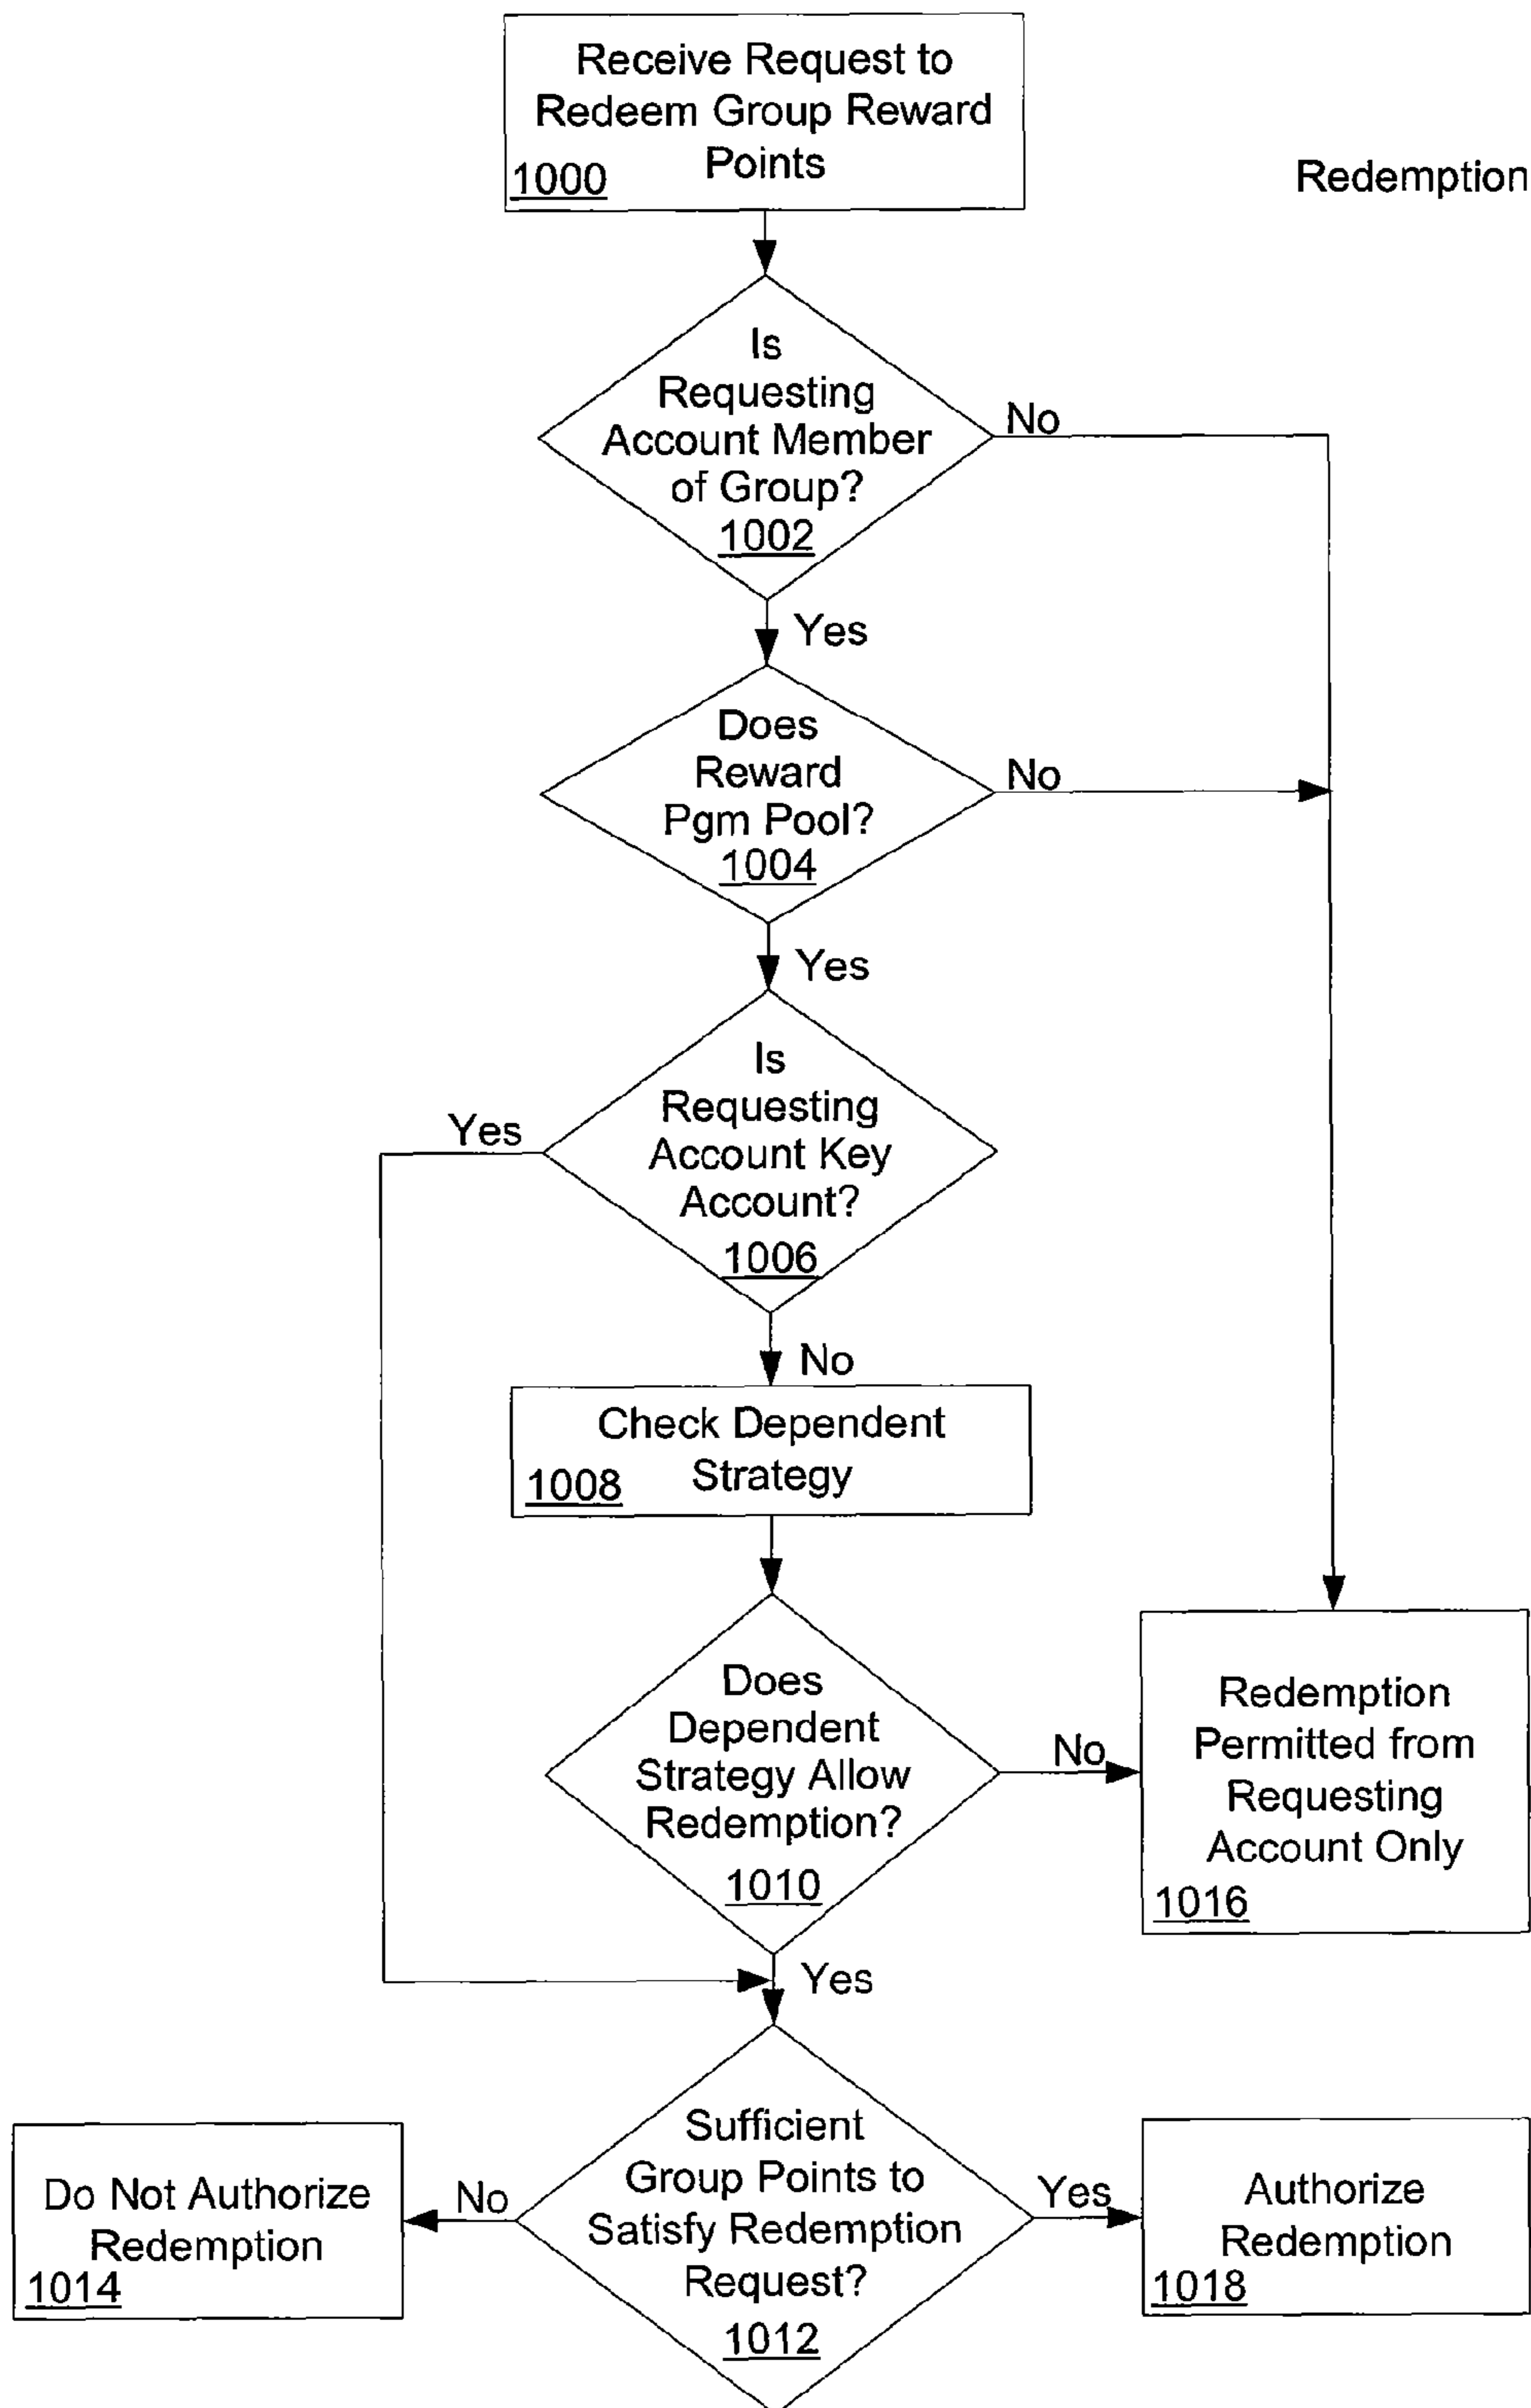 Receive Request to
Redeem Group Reward
Points
1000
Redemption
Is
Requesting
Account Member
of Group?
1002
No
Yes
Does
Reward
Pgm Pool?
1004
No
Yes
Is
Requesting
Account Key
Account?
1006
Yes
No
Check Dependent
Strategy
1008
Does
Dependent
Strategy Allow
Redemption?
1010
No
Redemption
Permitted from
Requesting
Account Only
1016
Yes
Sufficient
Group Points to
Satisfy Redemption
Request?
1012
No
Do Not Authorize
Redemption
1014
Yes
Authorize
Redemption
1018